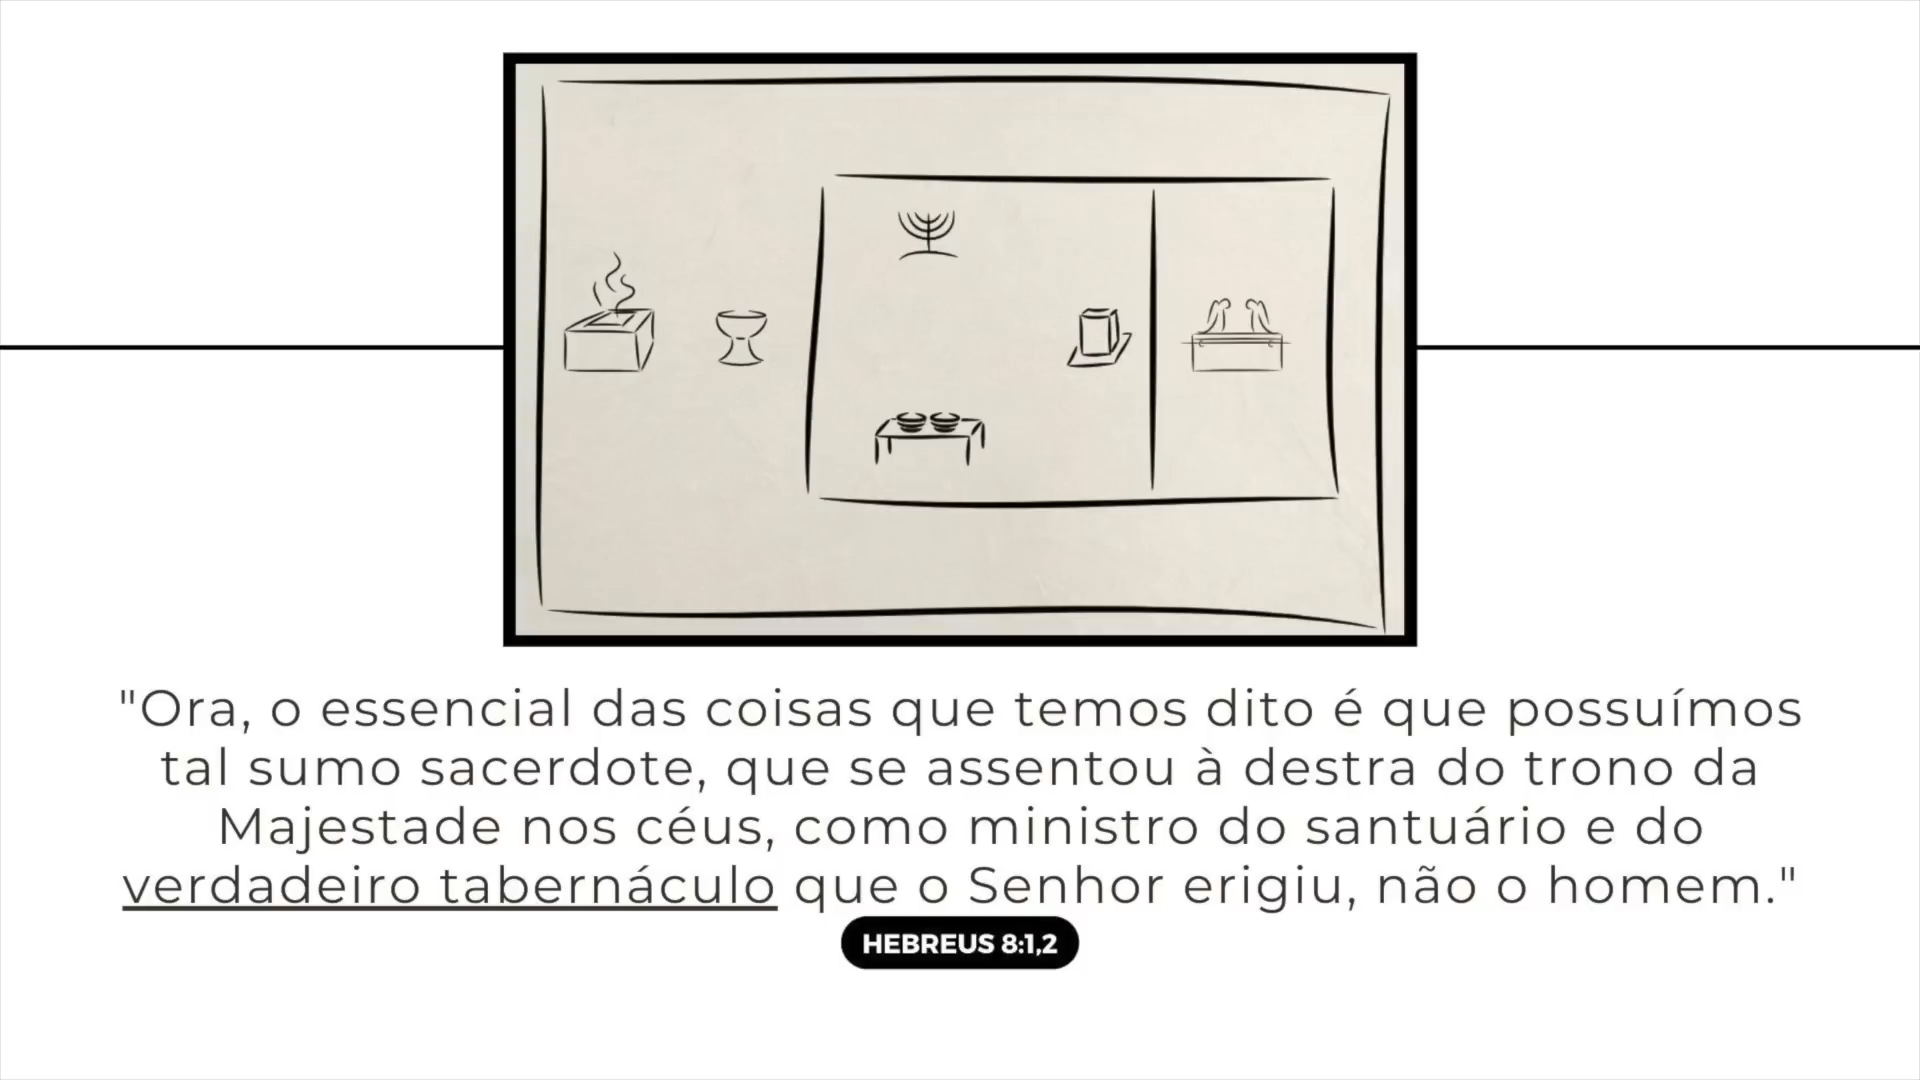 "Ora, o essencial das coisas que temos dito é que possuímos
tal sumo sacerdote, que se assentou à destra do trono da
Majestade nos céus, como ministro do santuário e do
verdadeiro tabernáculo que o Senhor erigiu, não o homem."
HEBREUS 8:1,2